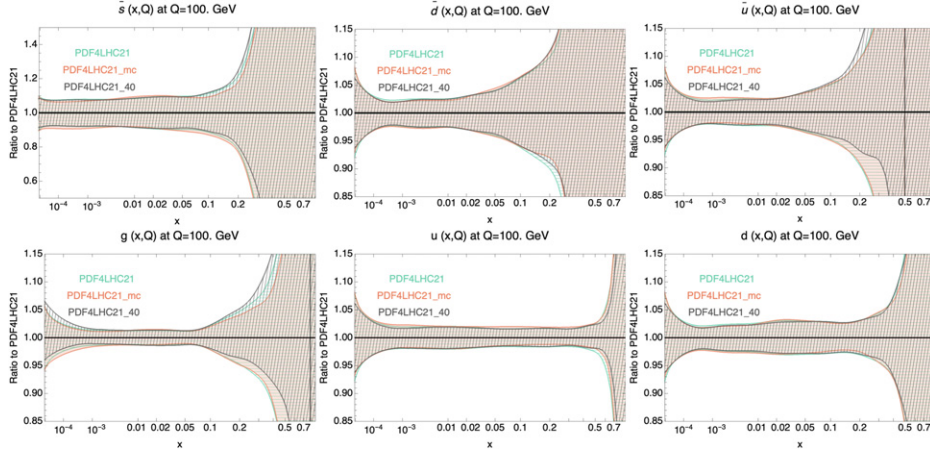 s̄ (x,Q) at Q=100. GeV
Ratio to PDF4LHC21
1.4
1.2
1.0
0.8
0.6
PDF4LHC21
PDF4LHC21_mc
PDF4LHC21_40
10⁻⁴ 10⁻³ 0.01 0.02 0.05 0.1 0.2 0.5 0.7
x
d̄ (x,Q) at Q=100. GeV
Ratio to PDF4LHC21
1.15
1.10
1.05
1.00
0.95
0.90
0.85
PDF4LHC21
PDF4LHC21_mc
PDF4LHC21_40
10⁻⁴ 10⁻³ 0.01 0.02 0.05 0.1 0.2 0.5 0.7
x
ū (x,Q) at Q=100. GeV
Ratio to PDF4LHC21
1.15
1.10
1.05
1.00
0.95
0.90
0.85
PDF4LHC21
PDF4LHC21_mc
PDF4LHC21_40
10⁻⁴ 10⁻³ 0.01 0.02 0.05 0.1 0.2 0.5 0.7
x
g (x,Q) at Q=100. GeV
Ratio to PDF4LHC21
1.15
1.10
1.05
1.00
0.95
0.90
0.85
PDF4LHC21
PDF4LHC21_mc
PDF4LHC21_40
10⁻⁴ 10⁻³ 0.01 0.02 0.05 0.1 0.2 0.5 0.7
x
u (x,Q) at Q=100. GeV
Ratio to PDF4LHC21
1.15
1.10
1.05
1.00
0.95
0.90
0.85
PDF4LHC21
PDF4LHC21_mc
PDF4LHC21_40
10⁻⁴ 10⁻³ 0.01 0.02 0.05 0.1 0.2 0.5 0.7
x
d (x,Q) at Q=100. GeV
Ratio to PDF4LHC21
1.15
1.10
1.05
1.00
0.95
0.90
0.85
PDF4LHC21
PDF4LHC21_mc
PDF4LHC21_40
10⁻⁴ 10⁻³ 0.01 0.02 0.05 0.1 0.2 0.5 0.7
x